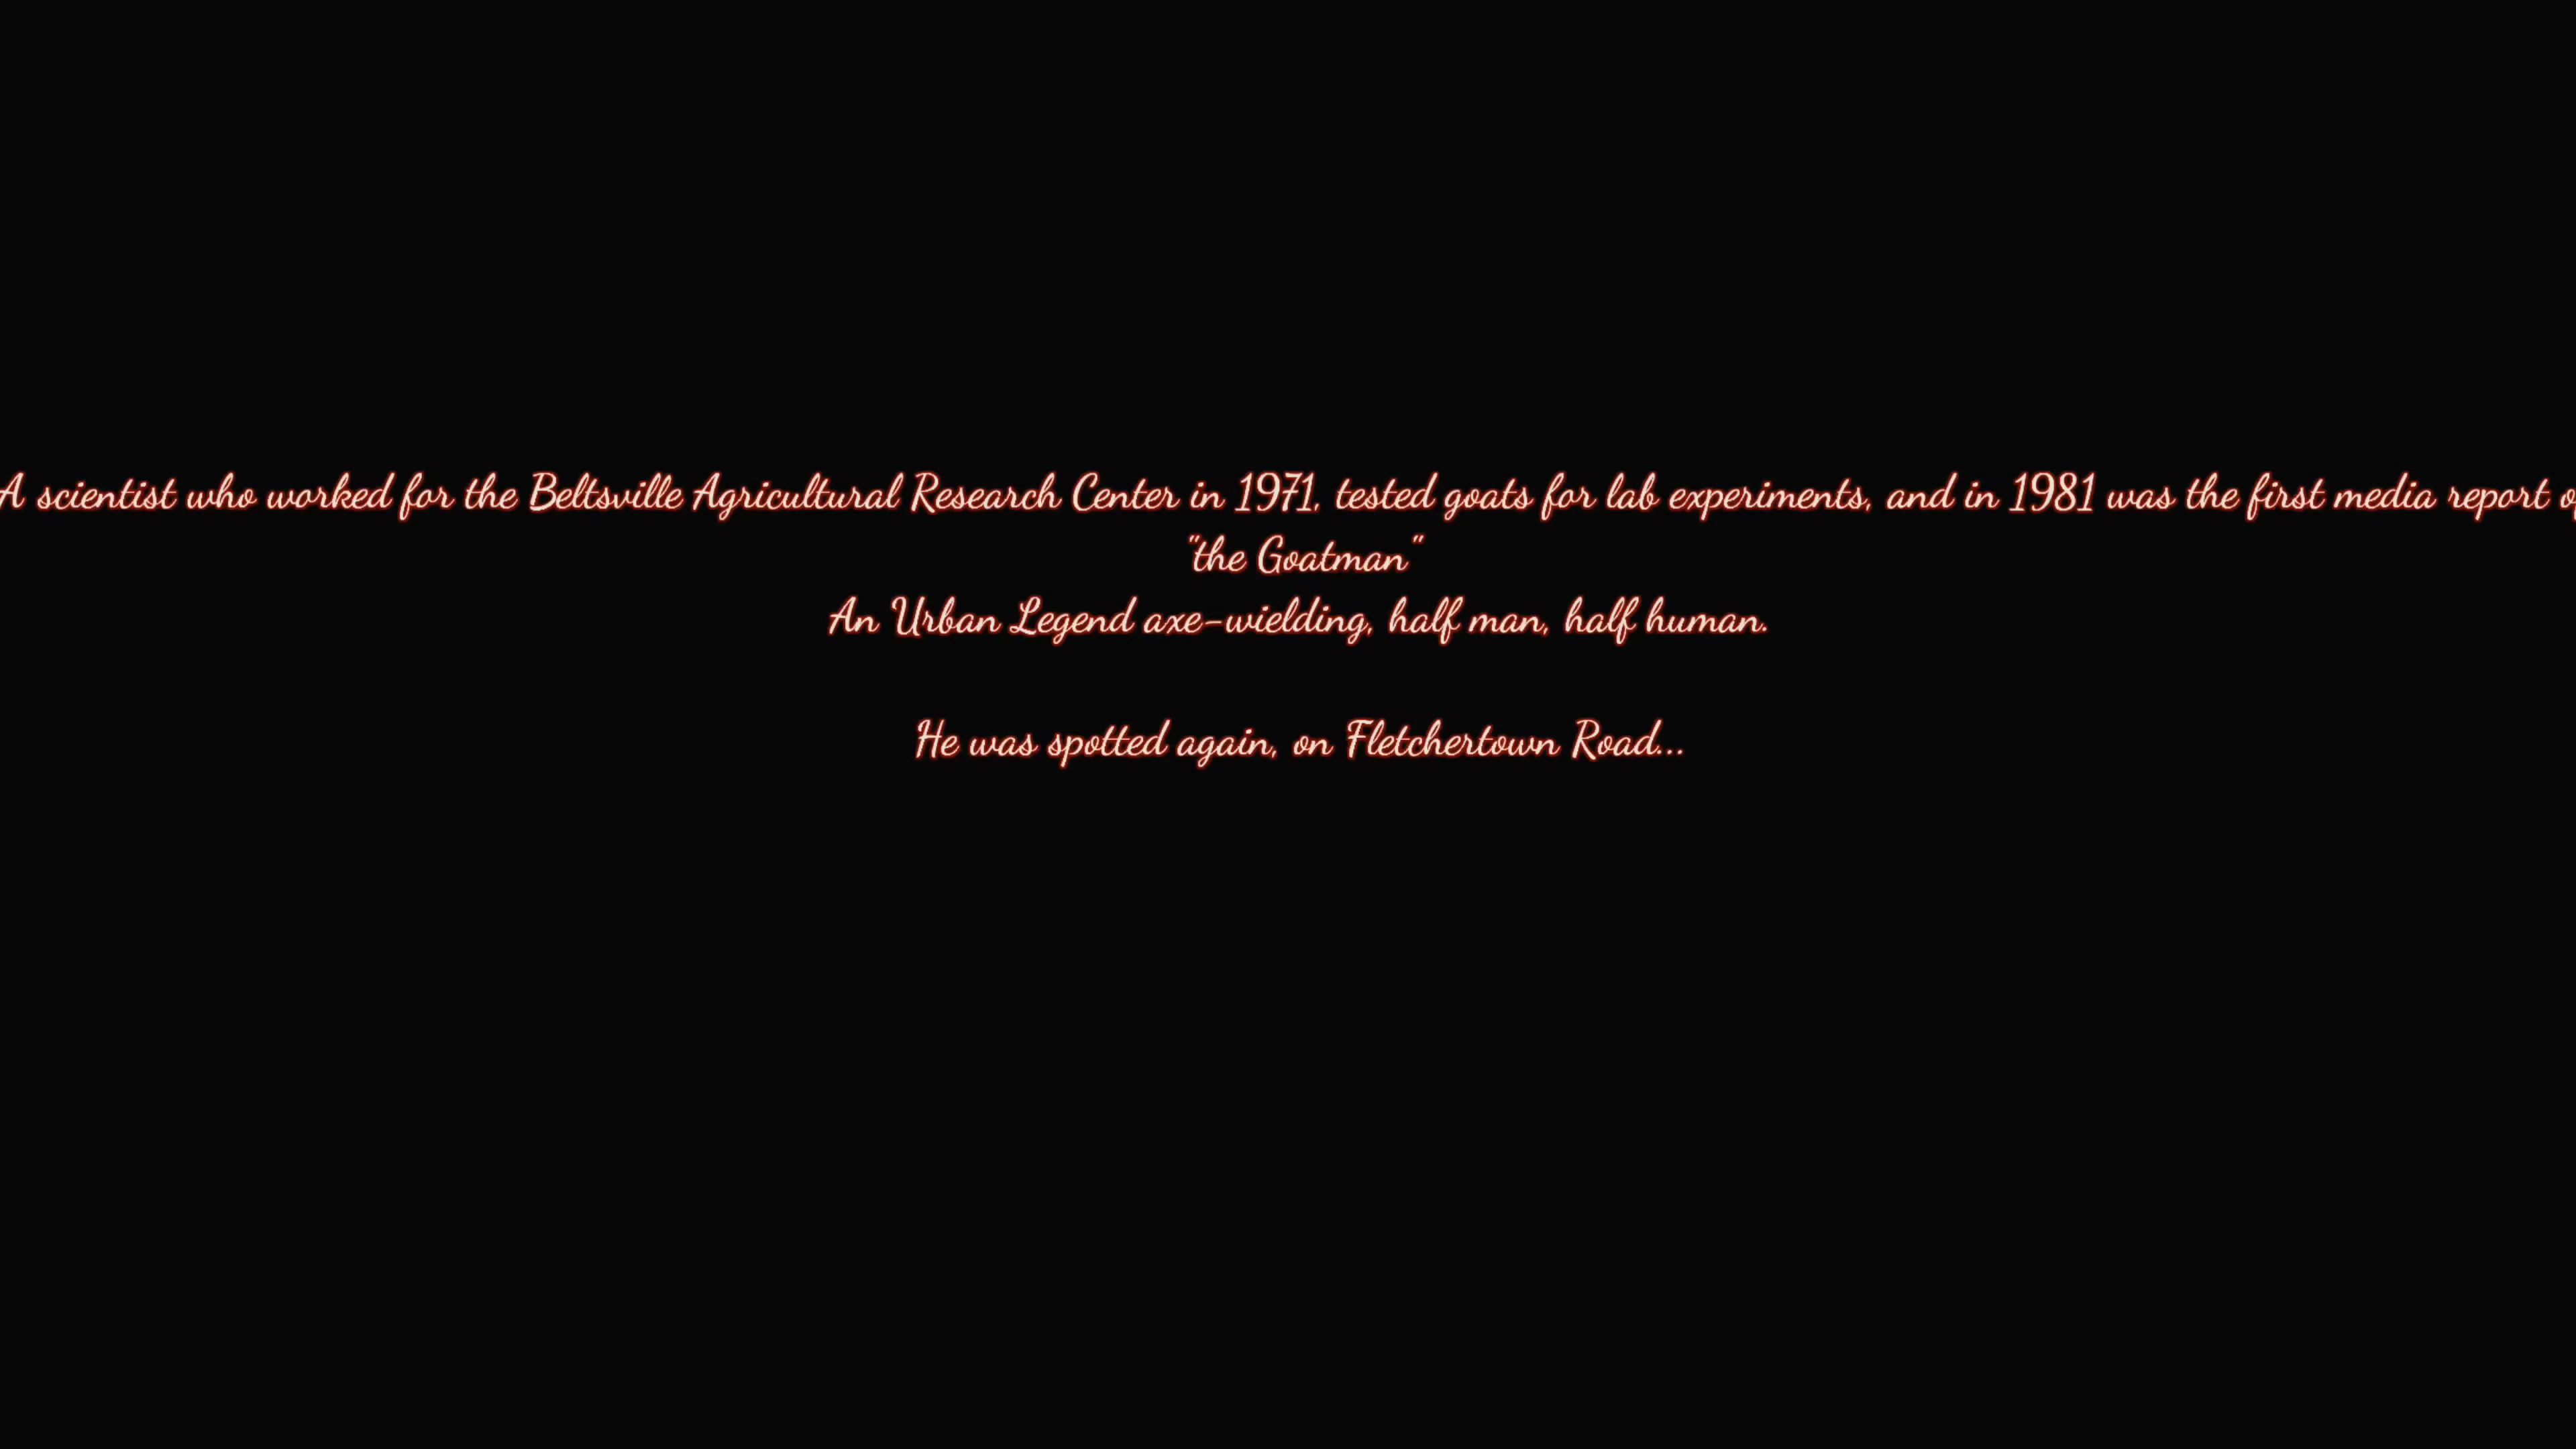 A scientist who worked for the Beltsville Agricultural Research Center in 1971, tested goats for lab experiments, and in 1981 was the first media report of
"the Goatman"
An Urban Legend axe-wielding, half man, half human.
He was spotted again, on Fletchertown Road...